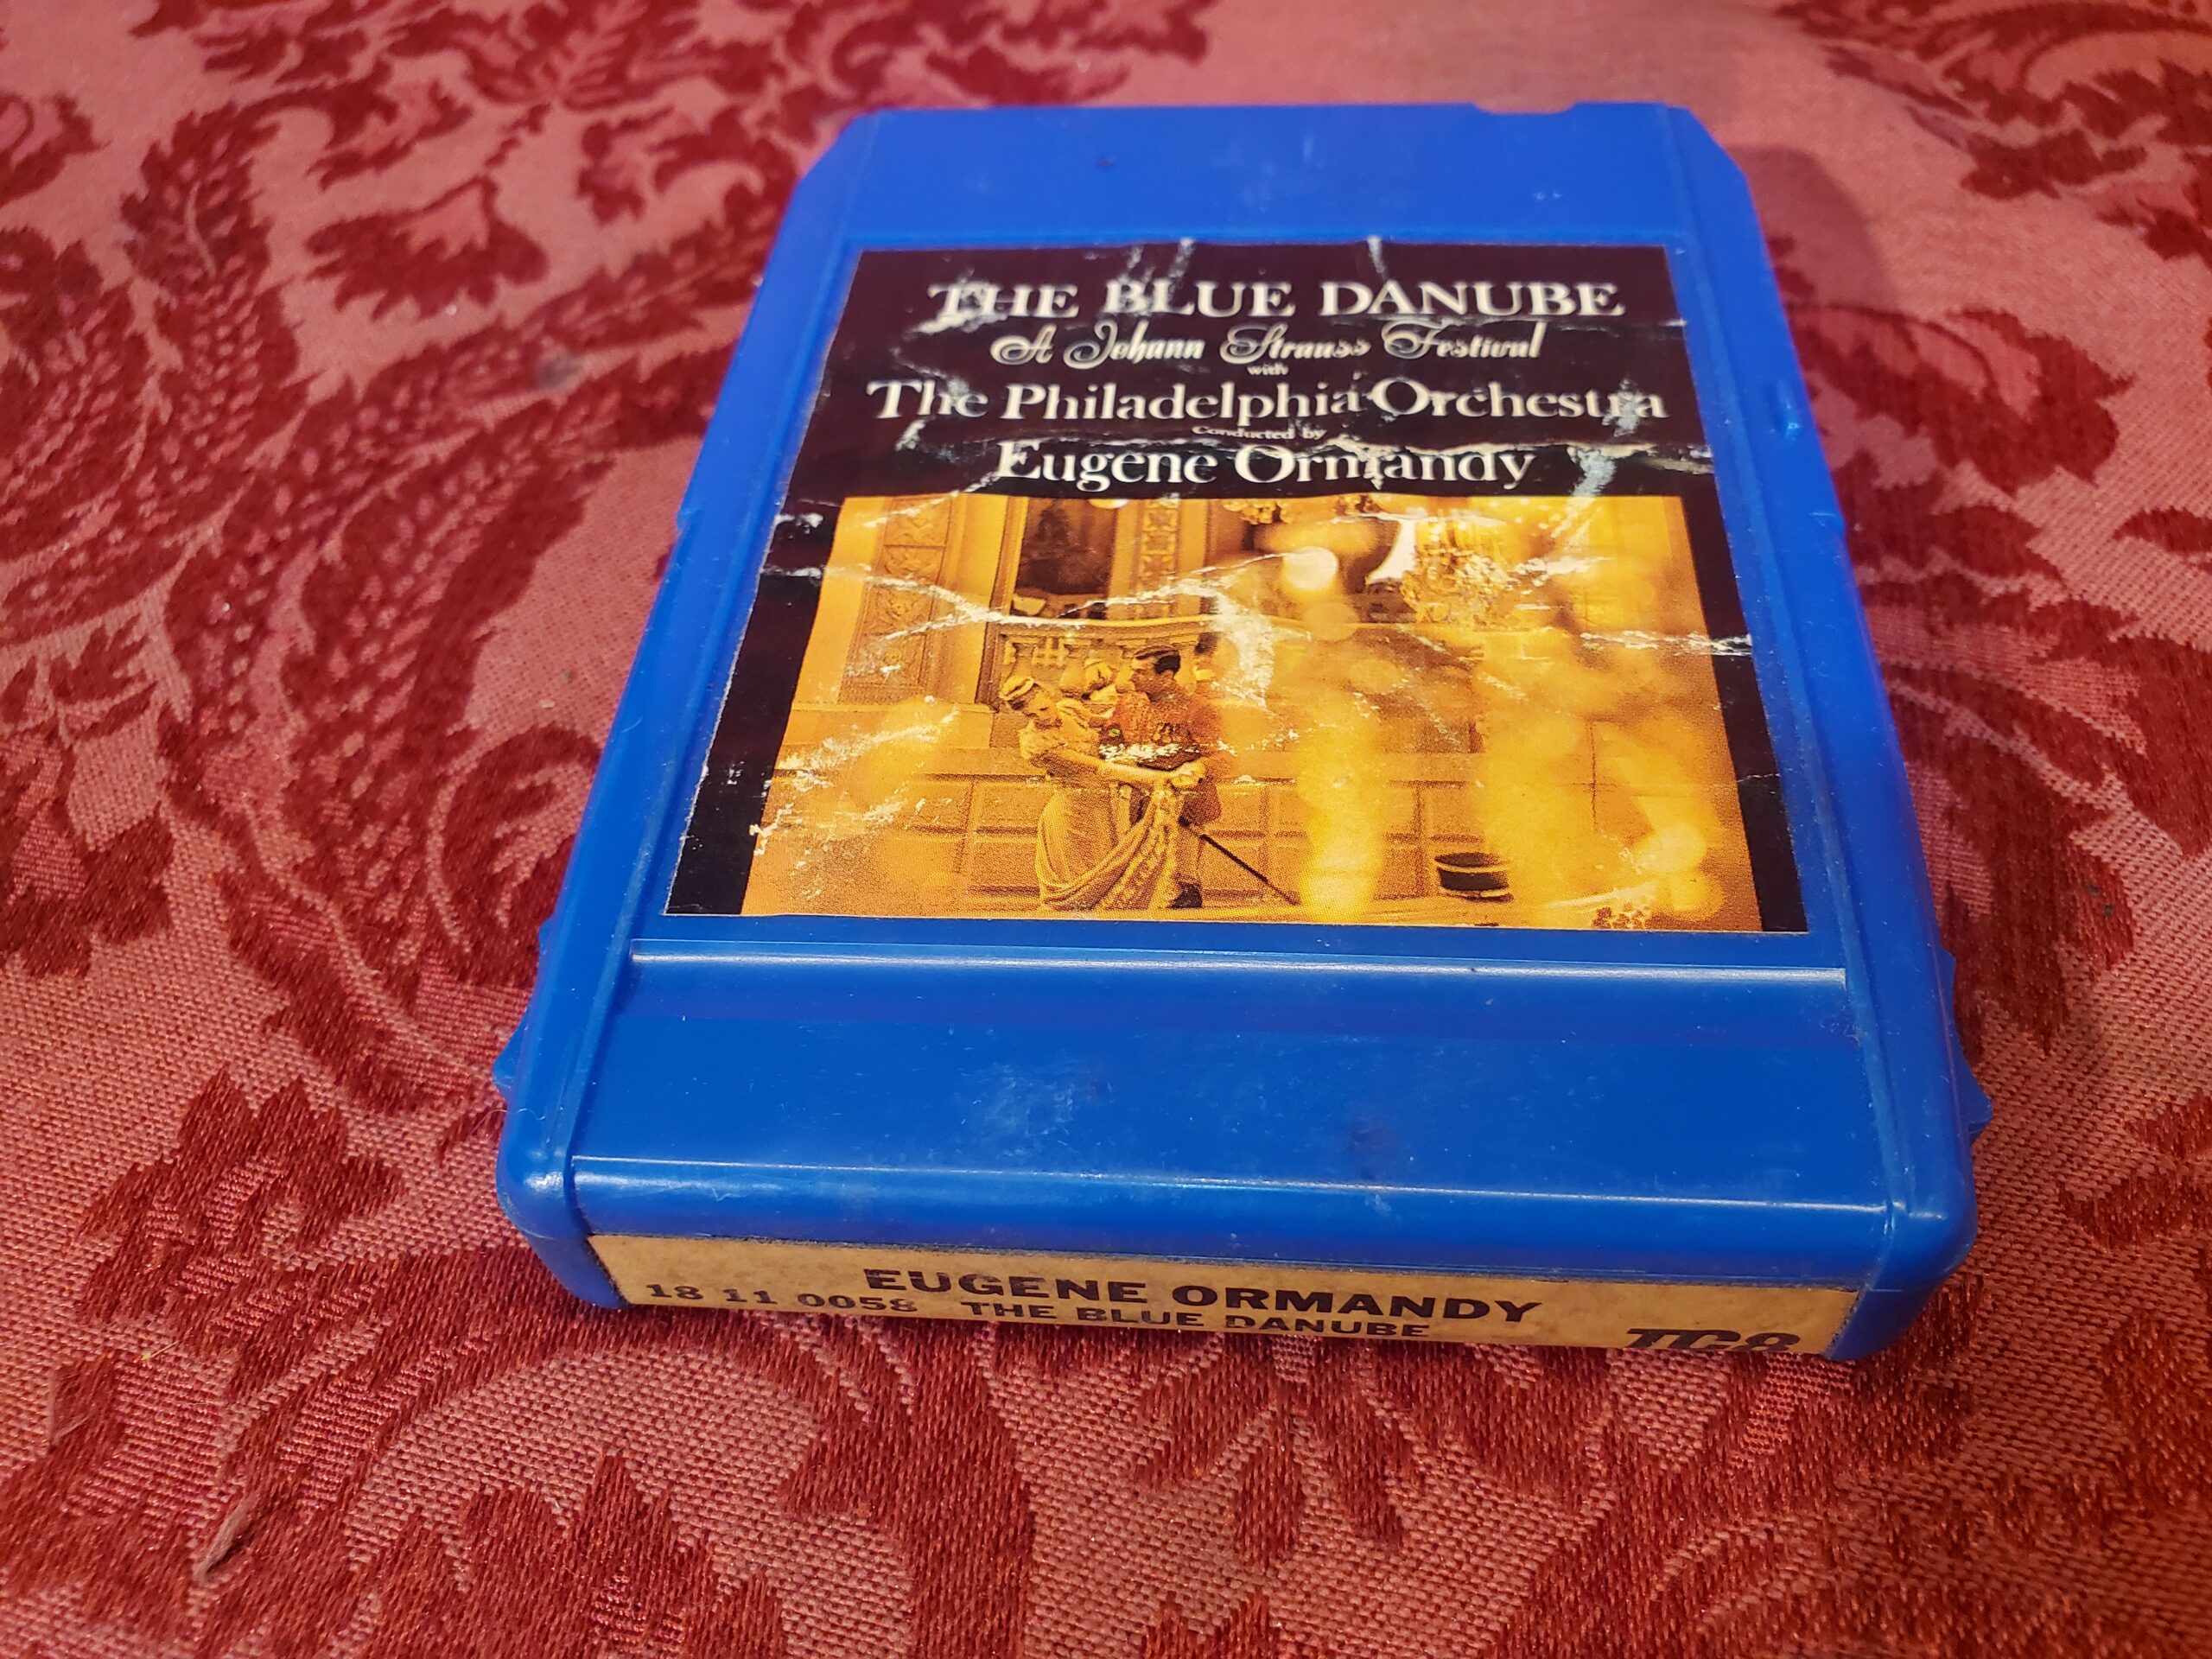 THE BLUE DANUBE
A Johann Strauss Festival
with
The Philadelphia Orchestra
Conducted by
Eugene Ormandy
EUGENE ORMANDY
18 11 0058 THE BLUE DANUBE
TC8